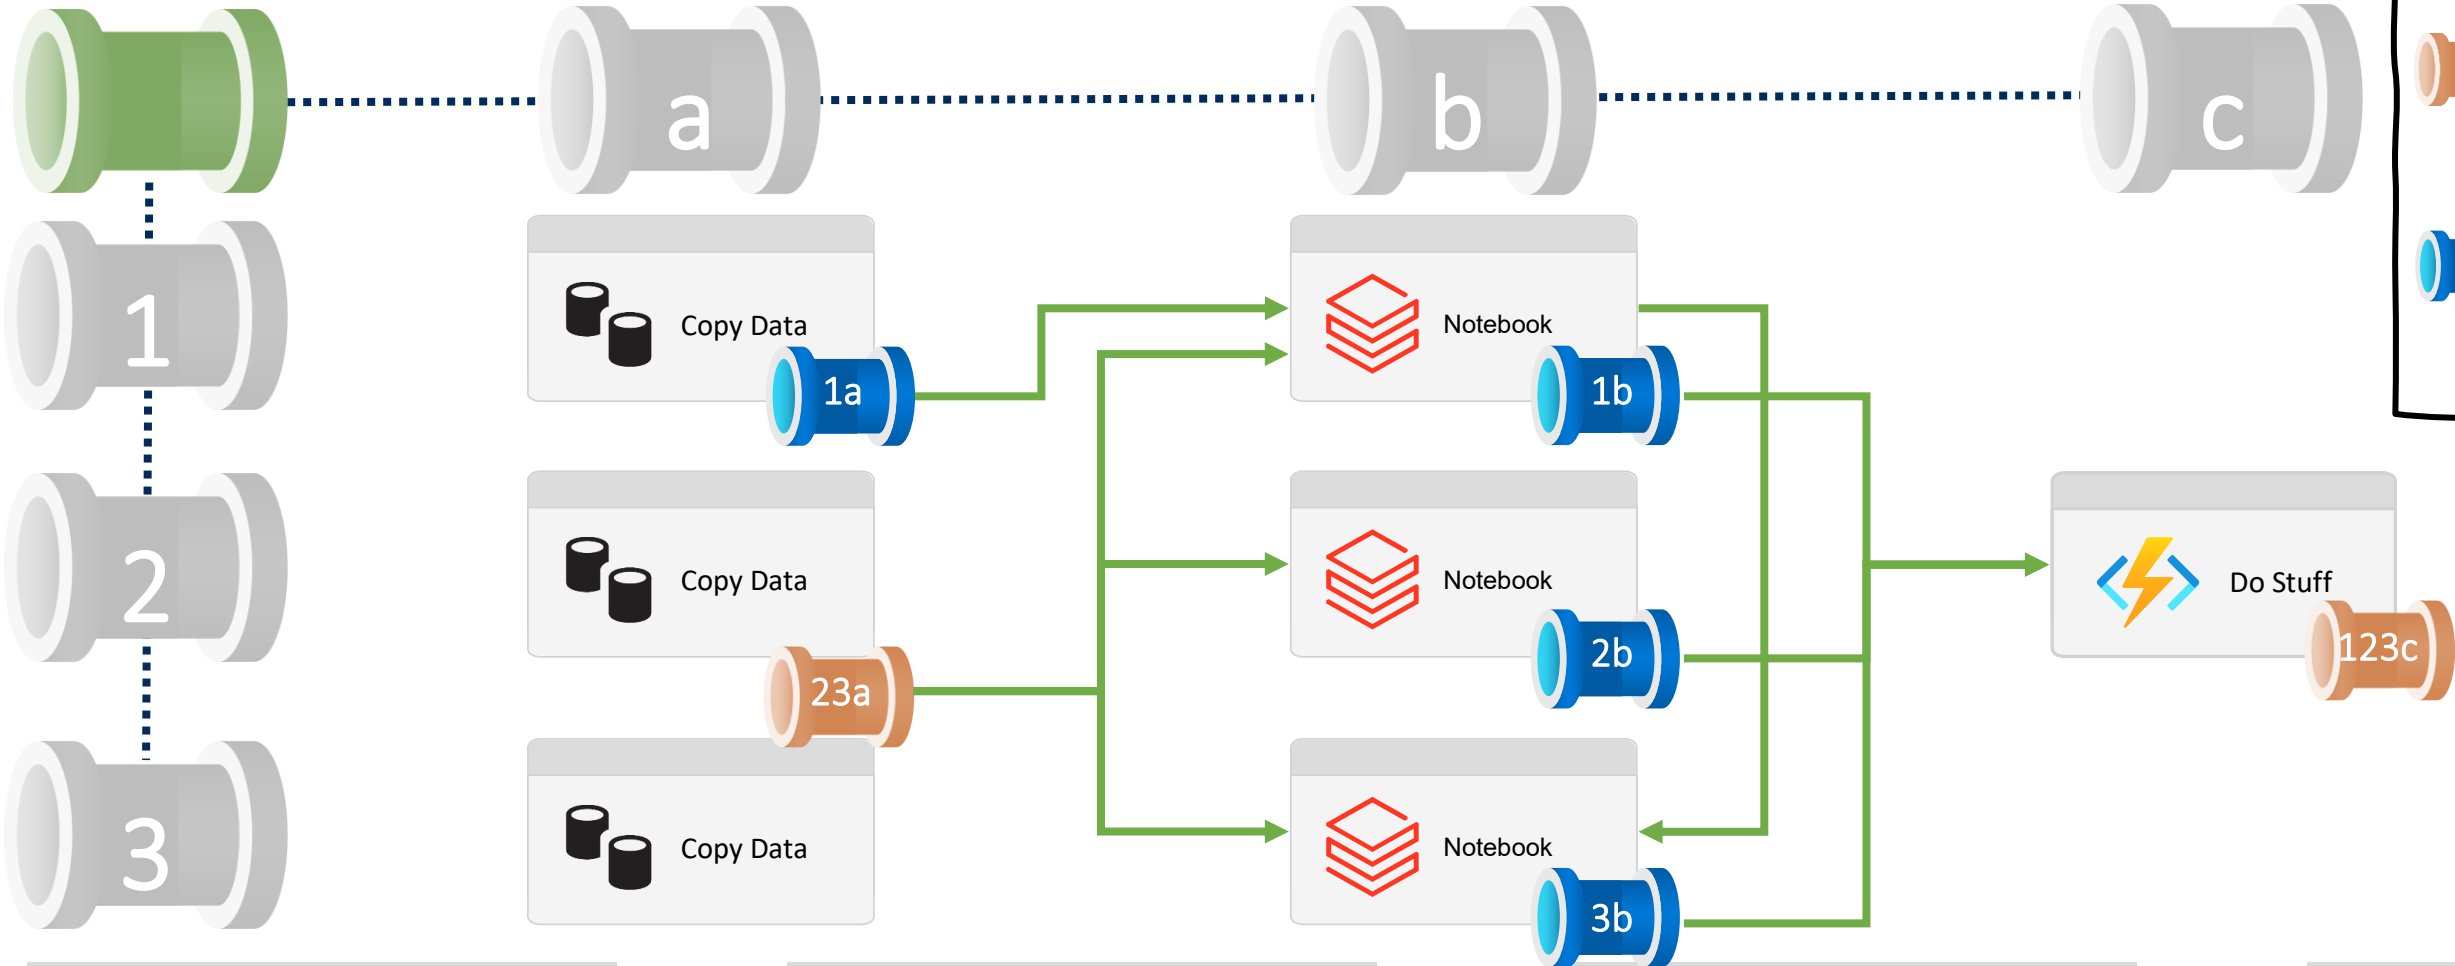 a
b
c
1
Copy Data
1a
Notebook
1b
2
Copy Data
23a
Notebook
2b
Do Stuff
123c
3
Copy Data
Notebook
3b